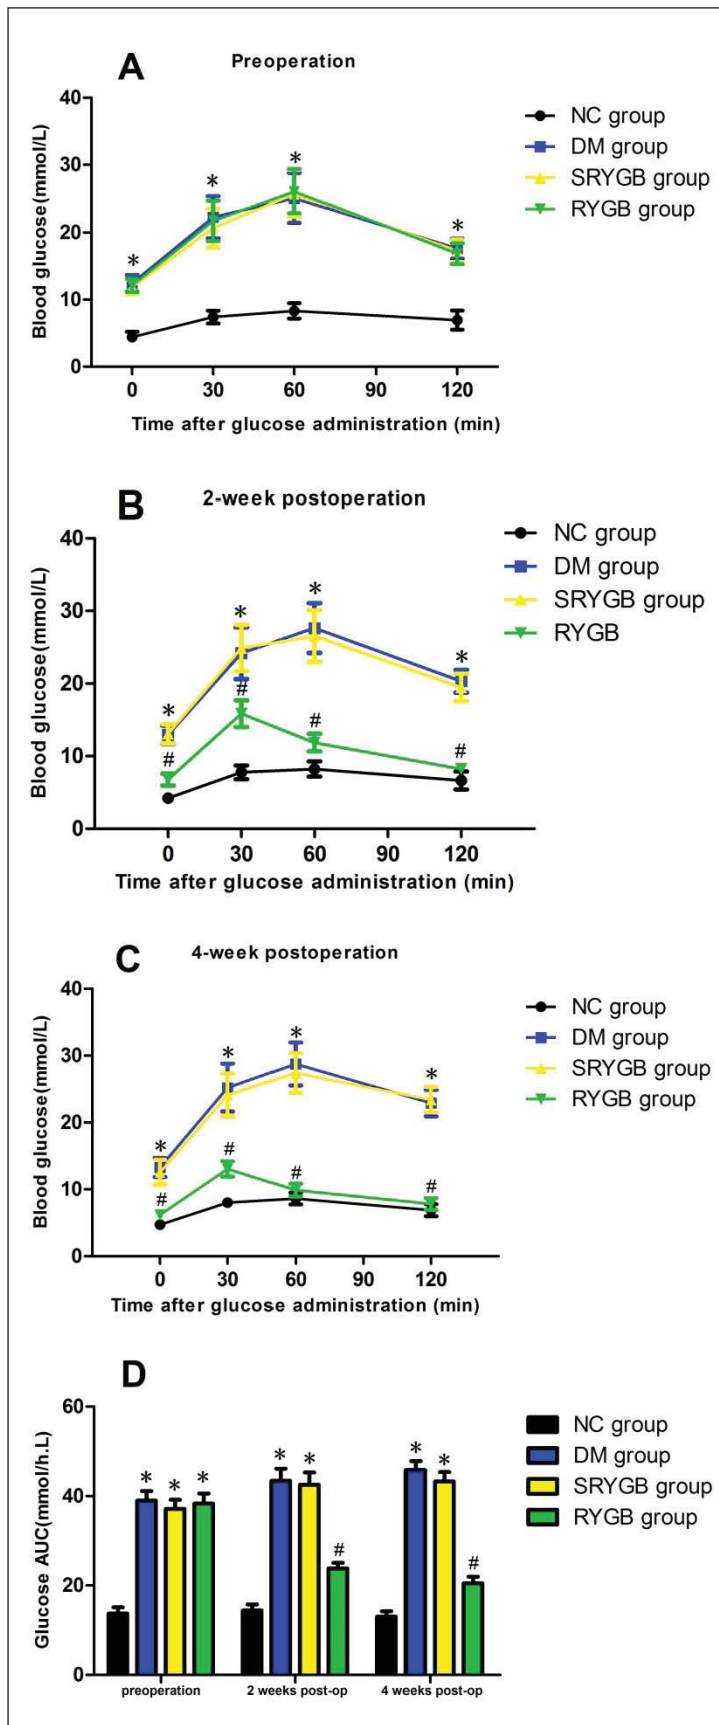 A
Preoperation
Blood glucose(mmol/L)
40
30
20
10
0
* * * *
0 30 60 90 120
Time after glucose administration (min)
NC group
DM group
SRYGB group
RYGB group
B
2-week postoperation
Blood glucose(mmol/L)
40
30
20
10
0
* * * *
# # # #
0 30 60 90 120
Time after glucose administration (min)
NC group
DM group
SRYGB group
RYGB
C
4-week postoperation
Blood glucose(mmol/L)
40
30
20
10
0
* * * *
# # # #
0 30 60 90 120
Time after glucose administration (min)
NC group
DM group
SRYGB group
RYGB group
D
Glucose AUC(mmol/h.L)
60
40
20
0
* * * * * # * * #
preoperation 2 weeks post-op 4 weeks post-op
NC group
DM group
SRYGB group
RYGB group